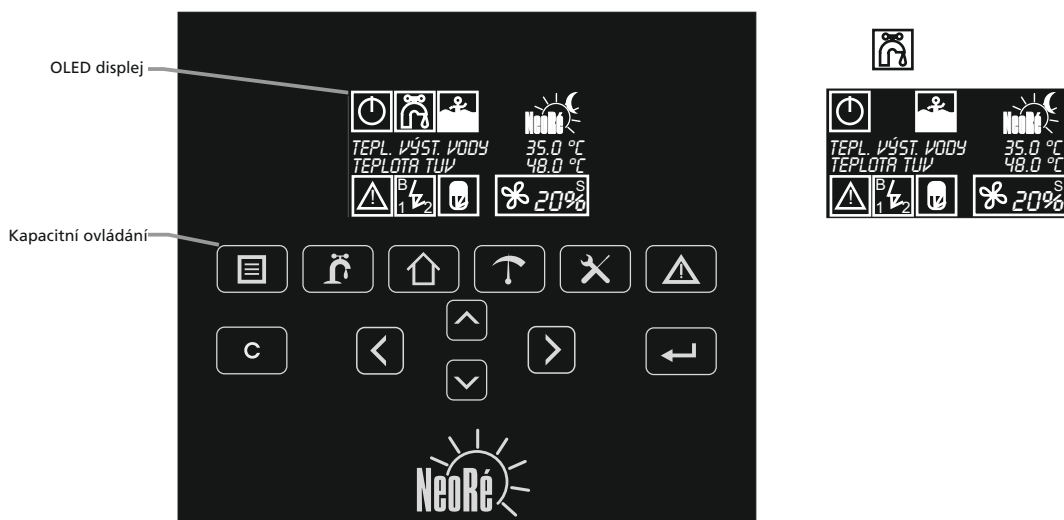 OLED displej
NeoRé
TEPL. VÝST. VODY 35.0 °C
TEPLOTA TUV 48.0 °C
B 1 2
20% S
Kapacitní ovládání
C
NeoRé
NeoRé
TEPL. VÝST. VODY 35.0 °C
TEPLOTA TUV 48.0 °C
B 1 2
20% S